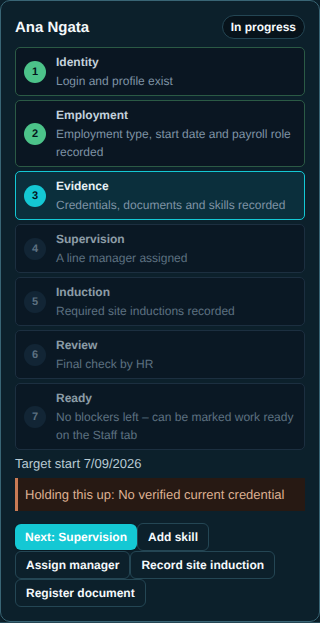 Ana Ngata
In progress
1
Identity
Login and profile exist
2
Employment
Employment type, start date and payroll role
recorded
3
Evidence
Credentials, documents and skills recorded
4
Supervision
A line manager assigned
5
Induction
Required site inductions recorded
6
Review
Final check by HR
7
Ready
No blockers left – can be marked work ready
on the Staff tab
Target start 7/09/2026
Holding this up: No verified current credential
Next: Supervision
Add skill
Assign manager
Record site induction
Register document